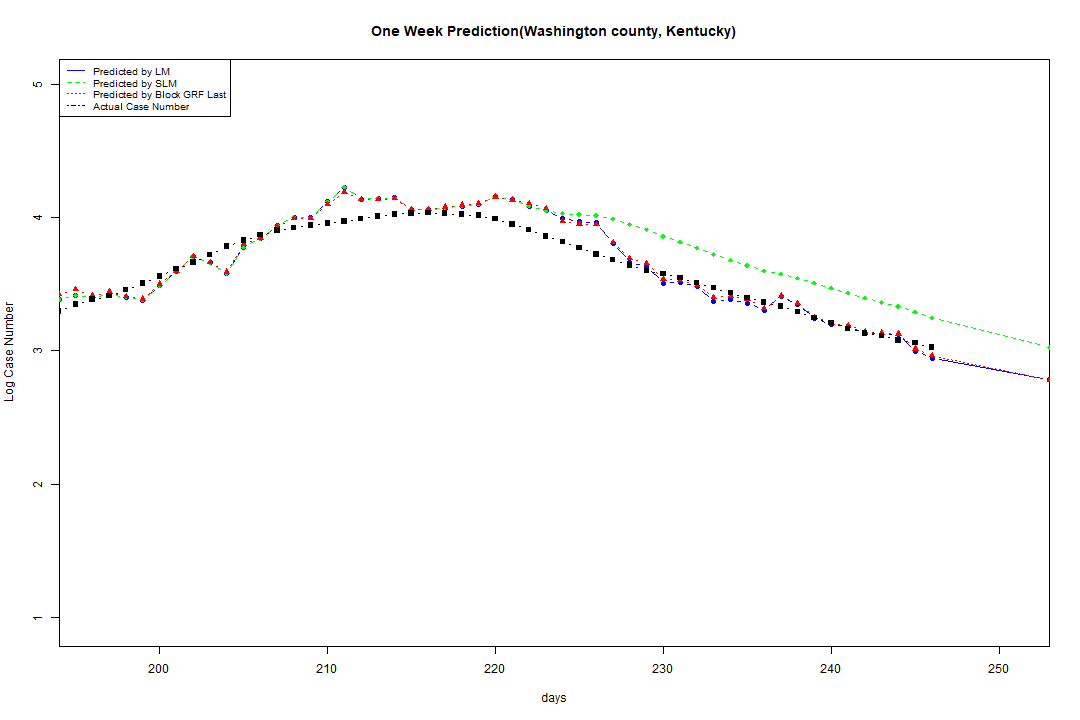 One Week Prediction(Washington county, Kentucky)
Predicted by LM
Predicted by SLM
Predicted by Block GRF Last
Actual Case Number
5
4
3
2
1
Log Case Number
200 210 220 230 240 250
days